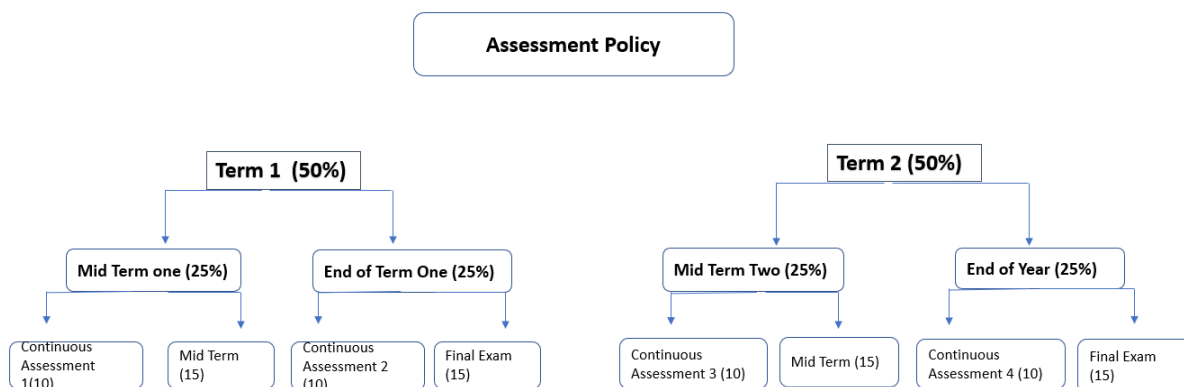 Assessment Policy
Term 1 (50%)
Term 2 (50%)
Mid Term one (25%)
End of Term One (25%)
Mid Term Two (25%)
End of Year (25%)
Continuous
Assessment
1(10)
Mid Term
(15)
Continuous
Assessment 2
(10)
Final Exam
(15)
Continuous
Assessment 3 (10)
Mid Term (15)
Continuous
Assessment 4 (10)
Final Exam
(15)